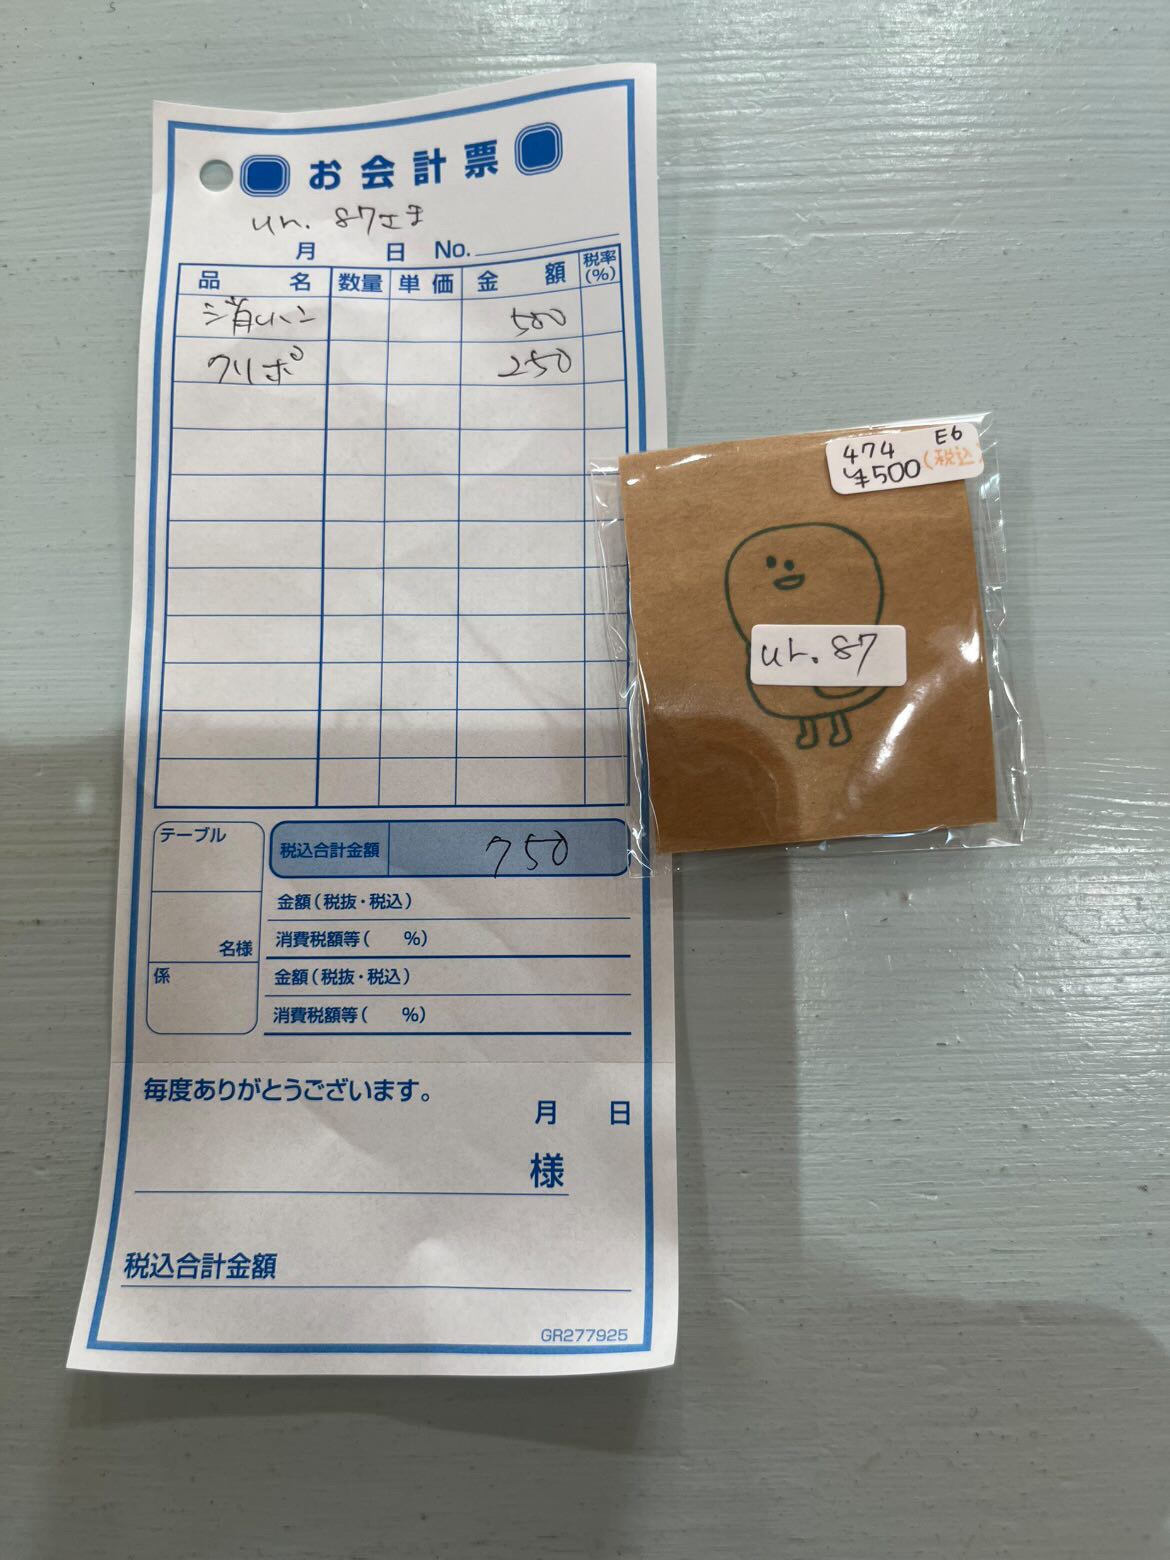 お会計票
un. 87さま
月 日 No.
品名 数量 単価 金額 税率(%)
消しハン 500
クリポ 250
テーブル
税込合計金額 750
金額(税抜・税込)
消費税額等( %)
名様
金額(税抜・税込)
係
消費税額等( %)
毎度ありがとうございます。
月 日
様
税込合計金額
GR277925
474 E6
¥500(税込
un. 87